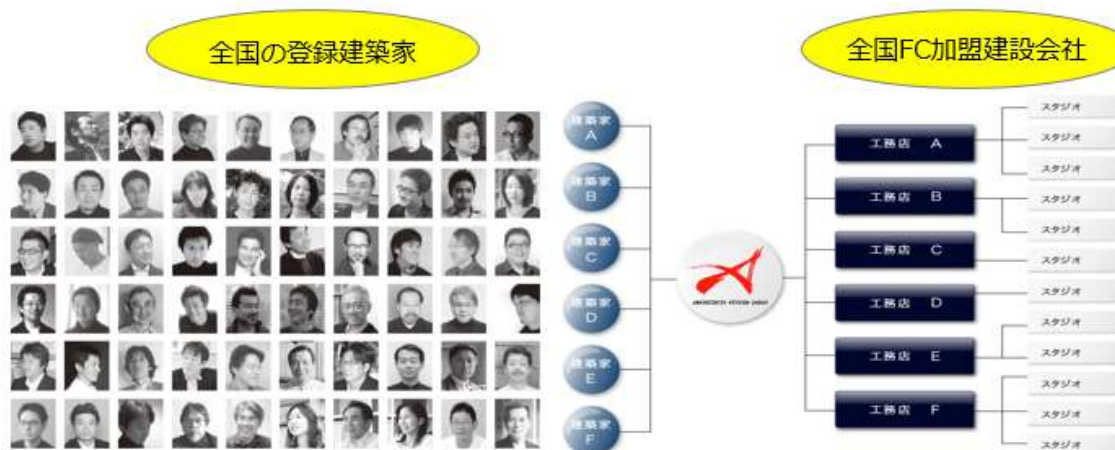 全国の登録建築家
全国FC加盟建設会社
建築家
A
建築家
B
建築家
C
建築家
D
建築家
E
建築家
F
工務店 A
工務店 B
工務店 C
工務店 D
工務店 E
工務店 F
スタジオ
スタジオ
スタジオ
スタジオ
スタジオ
スタジオ
スタジオ
スタジオ
スタジオ
スタジオ
スタジオ
スタジオ